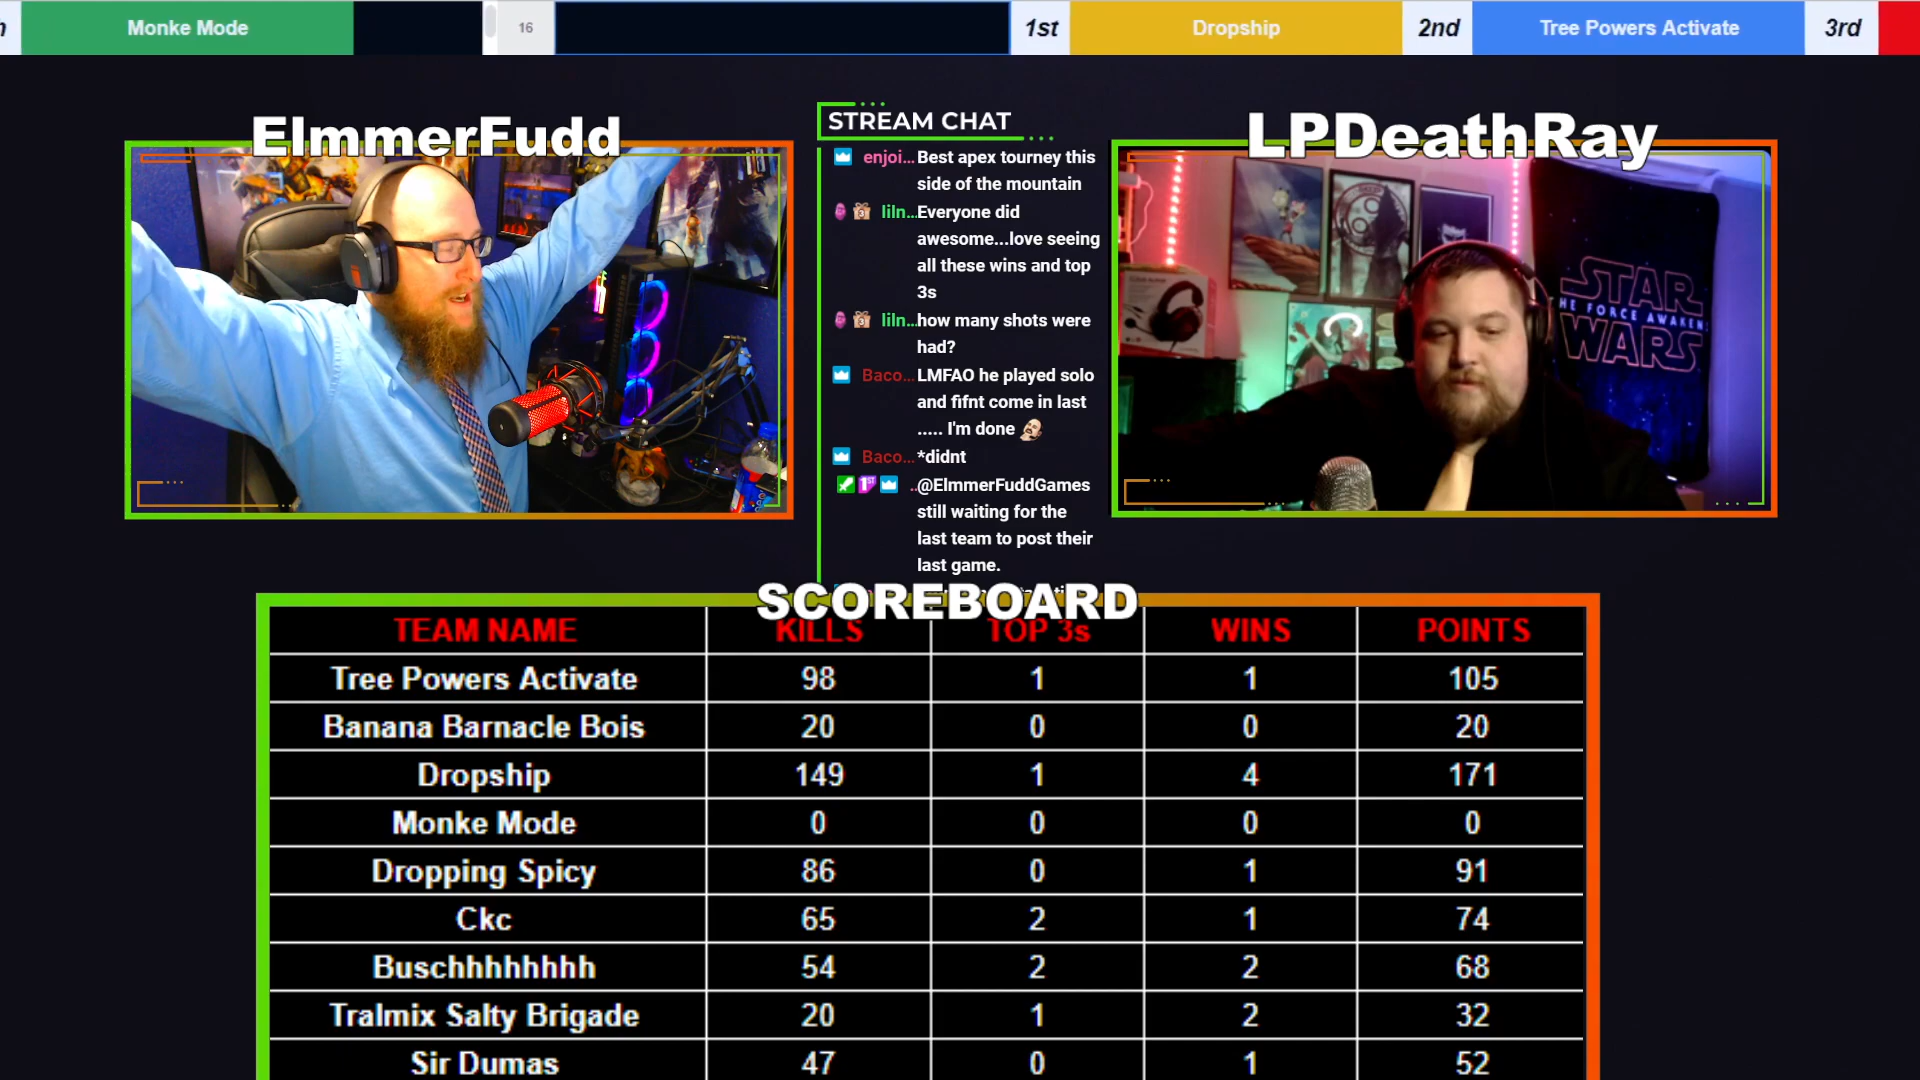 Monke Mode
16
1st
Dropship
2nd
Tree Powers Activate
3rd
ElmmerFudd
STREAM CHAT
LPDeathRay
enjoi... Best apex tourney this
side of the mountain
liln... Everyone did
awesome...love seeing
all these wins and top
3s
liln... how many shots were
had?
Baco... LMFAO he played solo
and fifnt come in last
..... I'm done
Baco... *didnt
.. @ElmmerFuddGames
still waiting for the
last team to post their
last game.
STAR
THE FORCE AWAKENS
WARS
SCOREBOARD
TEAM NAME KILLS TOP 3s WINS POINTS
Tree Powers Activate 98 1 1 105
Banana Barnacle Bois 20 0 0 20
Dropship 149 1 4 171
Monke Mode 0 0 0 0
Dropping Spicy 86 0 1 91
Ckc 65 2 1 74
Buschhhhhhhh 54 2 2 68
Tralmix Salty Brigade 20 1 2 32
Sir Dumas 47 0 1 52